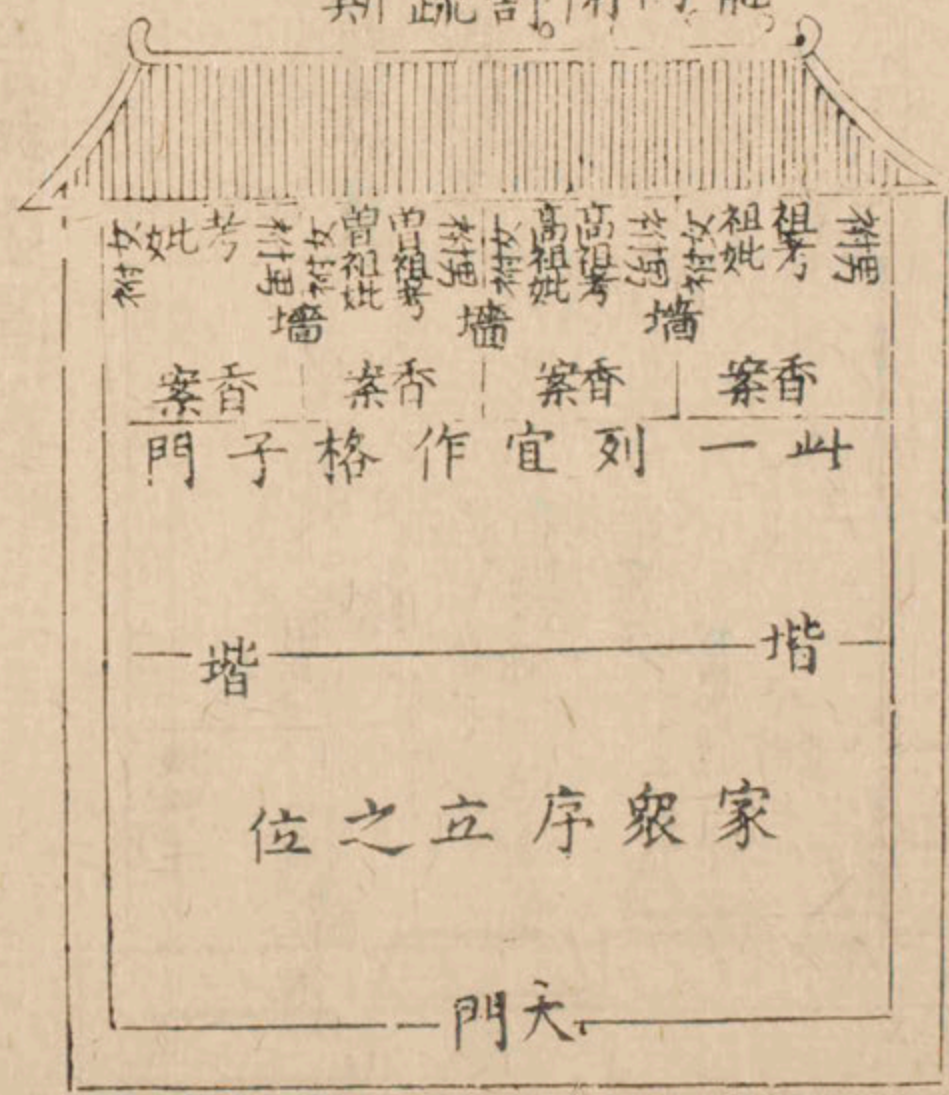 祔男
祖考
祖妣
女祔
祔男
高祖考
高祖妣
女祔
祔男
曾祖考
曾祖妣
女祔
祔男
考
妣
女祔
墻
墻
墻
香案
香案
香案
香案
此一列宜作格子門
堦
堦
家眾序立之位
天門